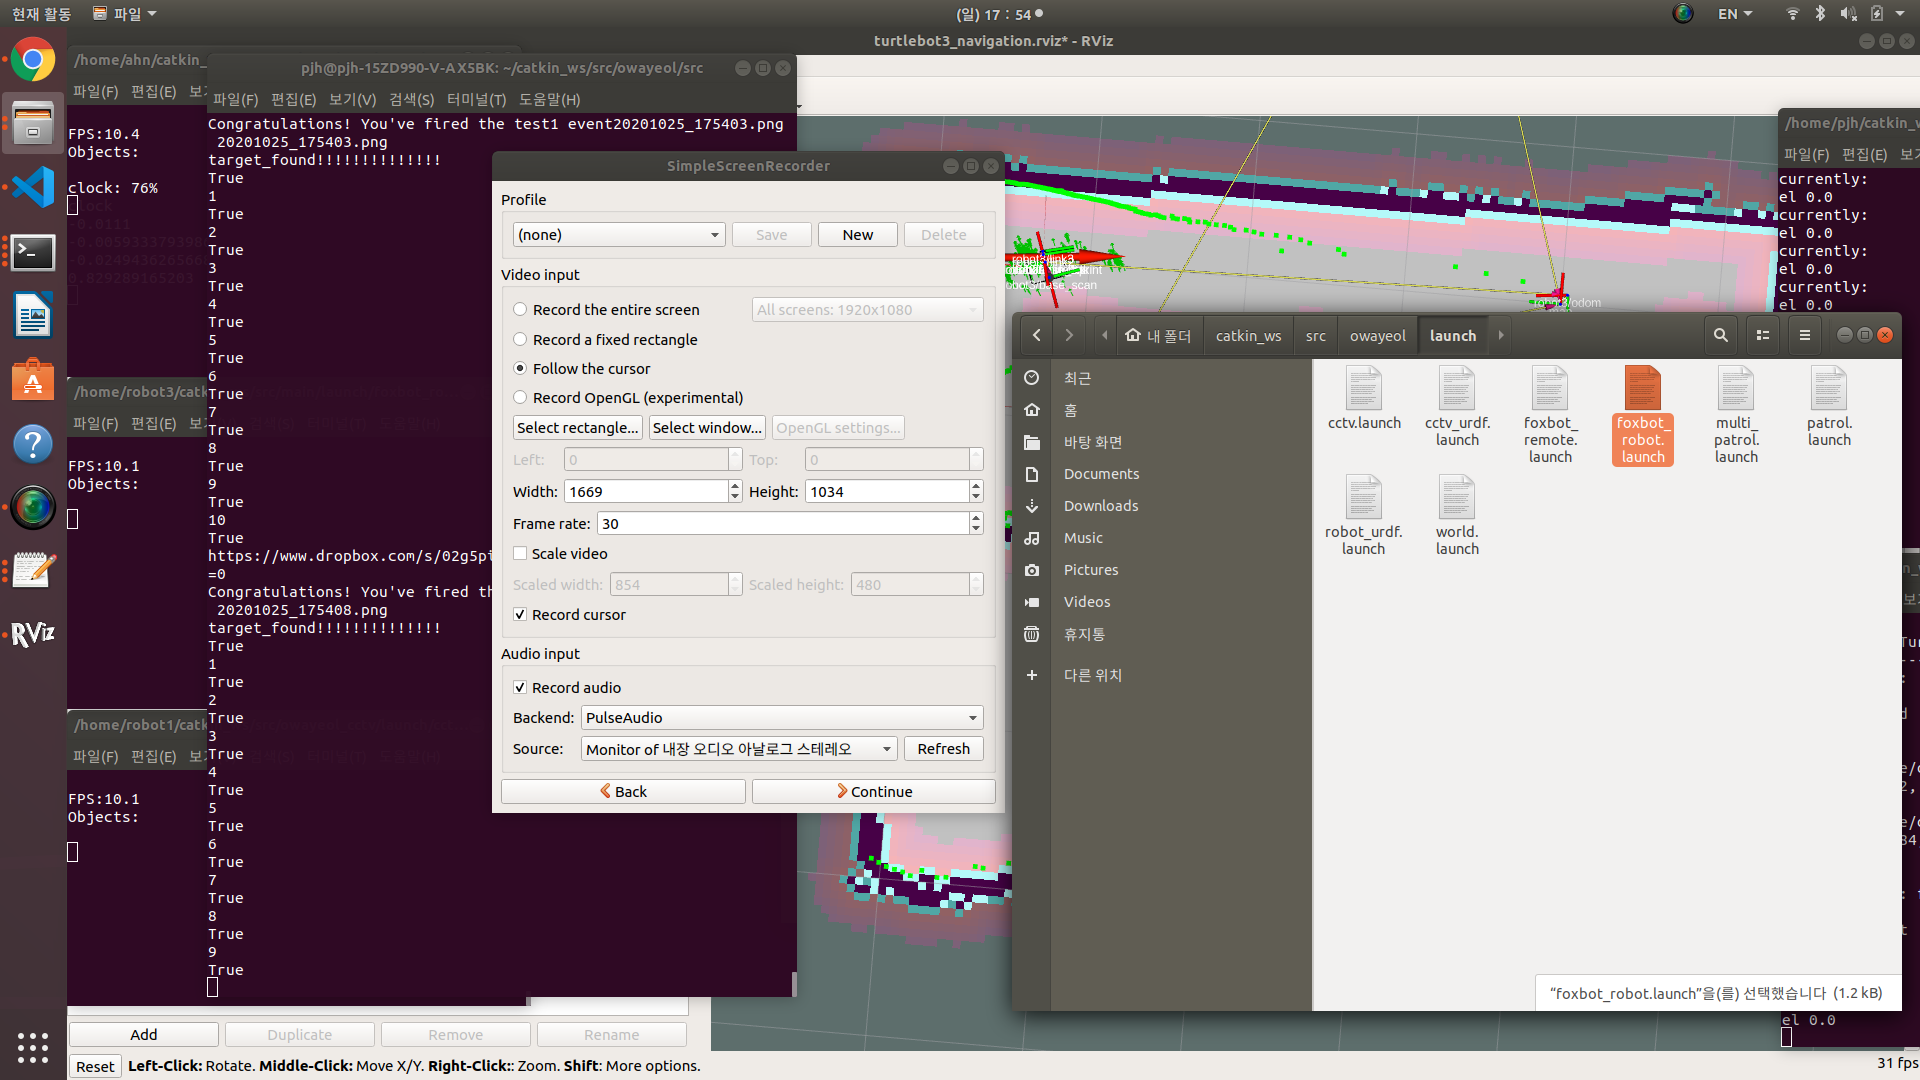 현재 활동
파일
(일) 17 : 54
EN
turtlebot3_navigation.rviz* - RViz
/home/ahn/catkin_
파일(F) 편집(E) 보기
FPS:10.4
Objects:
clock: 76%
/home/robot3/catk
파일(F) 편집(E) 보기
FPS:10.1
Objects:
/home/robot1/catk
파일(F) 편집(E) 보기
FPS:10.1
Objects:
pjh@pjh-15ZD990-V-AX5BK: ~/catkin_ws/src/owayeol/src
파일(F) 편집(E) 보기(V) 검색(S) 터미널(T) 도움말(H)
Congratulations! You've fired the test1 event20201025_175403.png
20201025_175403.png
target_found!!!!!!!!!!!!!!
True
1
True
2
True
3
True
4
True
5
True
6
True
7
True
8
True
9
True
10
True
https://www.dropbox.com/s/02g5p
=0
Congratulations! You've fired th
20201025_175408.png
target_found!!!!!!!!!!!!!!
True
1
True
2
True
3
True
4
True
5
True
6
True
7
True
8
True
9
True
SimpleScreenRecorder
Profile
(none) Save New Delete
Video input
Record the entire screen All screens: 1920x1080
Record a fixed rectangle
Follow the cursor
Record OpenGL (experimental)
Select rectangle... Select window... OpenGL settings...
Left: 0 Top: 0
Width: 1669 Height: 1034
Frame rate: 30
Scale video
Scaled width: 854 Scaled height: 480
Record cursor
Audio input
Record audio
Backend: PulseAudio
Source: Monitor of 내장 오디오 아날로그 스테레오 Refresh
Back Continue
robot3/odom
/home/pjh/catkin_w
파일(F) 편집(E) 보기
currently:
el 0.0
currently:
el 0.0
currently:
el 0.0
currently:
el 0.0
내 폴더 catkin_ws src owayeol launch
최근
홈
바탕 화면
Documents
Downloads
Music
Pictures
Videos
휴지통
다른 위치
cctv.launch
cctv_urdf.
launch
foxbot_
remote.
launch
foxbot_
robot.
launch
multi_
patrol.
launch
patrol.
launch
robot_urdf.
launch
world.
launch
“foxbot_robot.launch”을(를) 선택했습니다 (1.2 kB)
el 0.0
RViz
Add Duplicate Remove Rename
Reset Left-Click: Rotate. Middle-Click: Move X/Y. Right-Click:: Zoom. Shift: More options.
31 fps